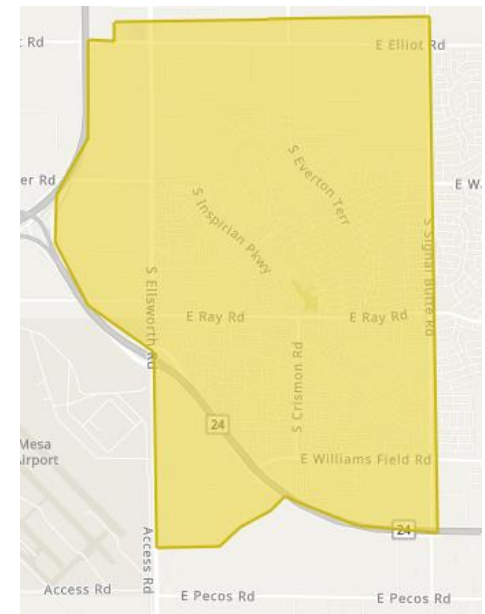 t Rd
E Elliot Rd
S Everton Terr
er Rd
E W
S Inspirian Pkwy
S Signal Butte Rd
S Ellsworth Rd
E Ray Rd
E Ray Rd
S Crismon Rd
24
Mesa
Airport
E Williams Field Rd
24
Access Rd
Access Rd
E Pecos Rd
E Pecos Rd